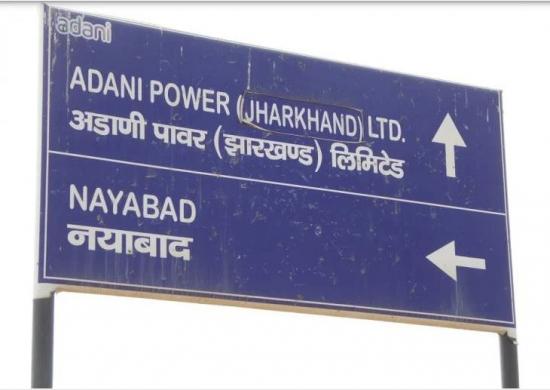 adani
ADANI POWER (JHARKHAND) LTD.
अडाणी पावर (झारखण्ड) लिमिटेड
NAYABAD
नयाबाद